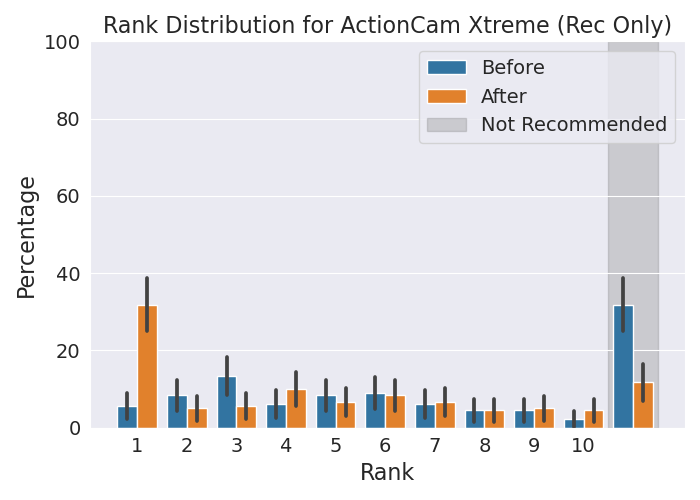 Rank Distribution for ActionCam Xtreme (Rec Only)
100
80
60
40
20
0
Percentage
Before
After
Not Recommended
1 2 3 4 5 6 7 8 9 10
Rank